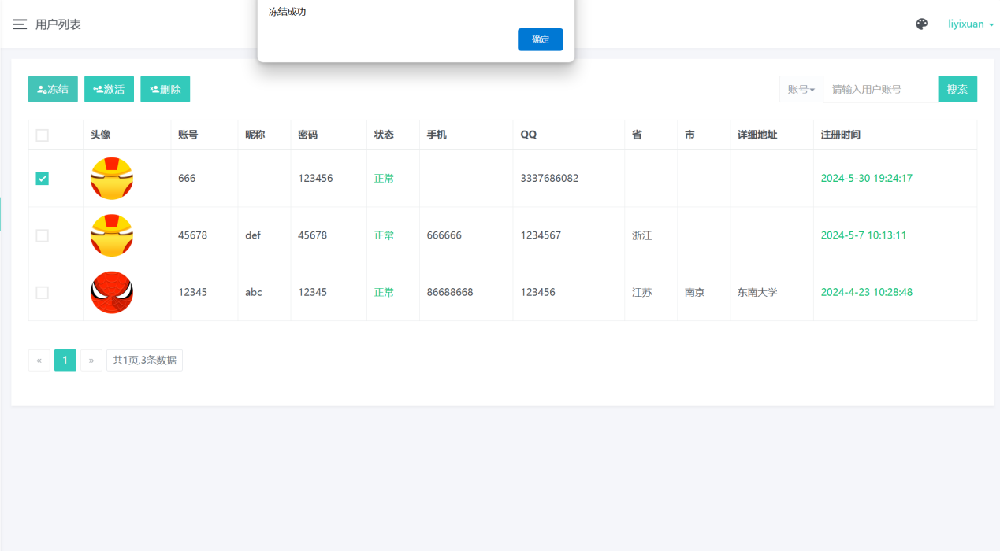 冻结成功
确定
用户列表
liyixuan
冻结 激活 删除
账号 请输入用户账号 搜索
头像 账号 昵称 密码 状态 手机 QQ 省 市 详细地址 注册时间
666 123456 正常 3337686082 2024-5-30 19:24:17
45678 def 45678 正常 666666 1234567 浙江 2024-5-7 10:13:11
12345 abc 12345 正常 86688668 123456 江苏 南京 东南大学 2024-4-23 10:28:48
« 1 » 共1页,3条数据